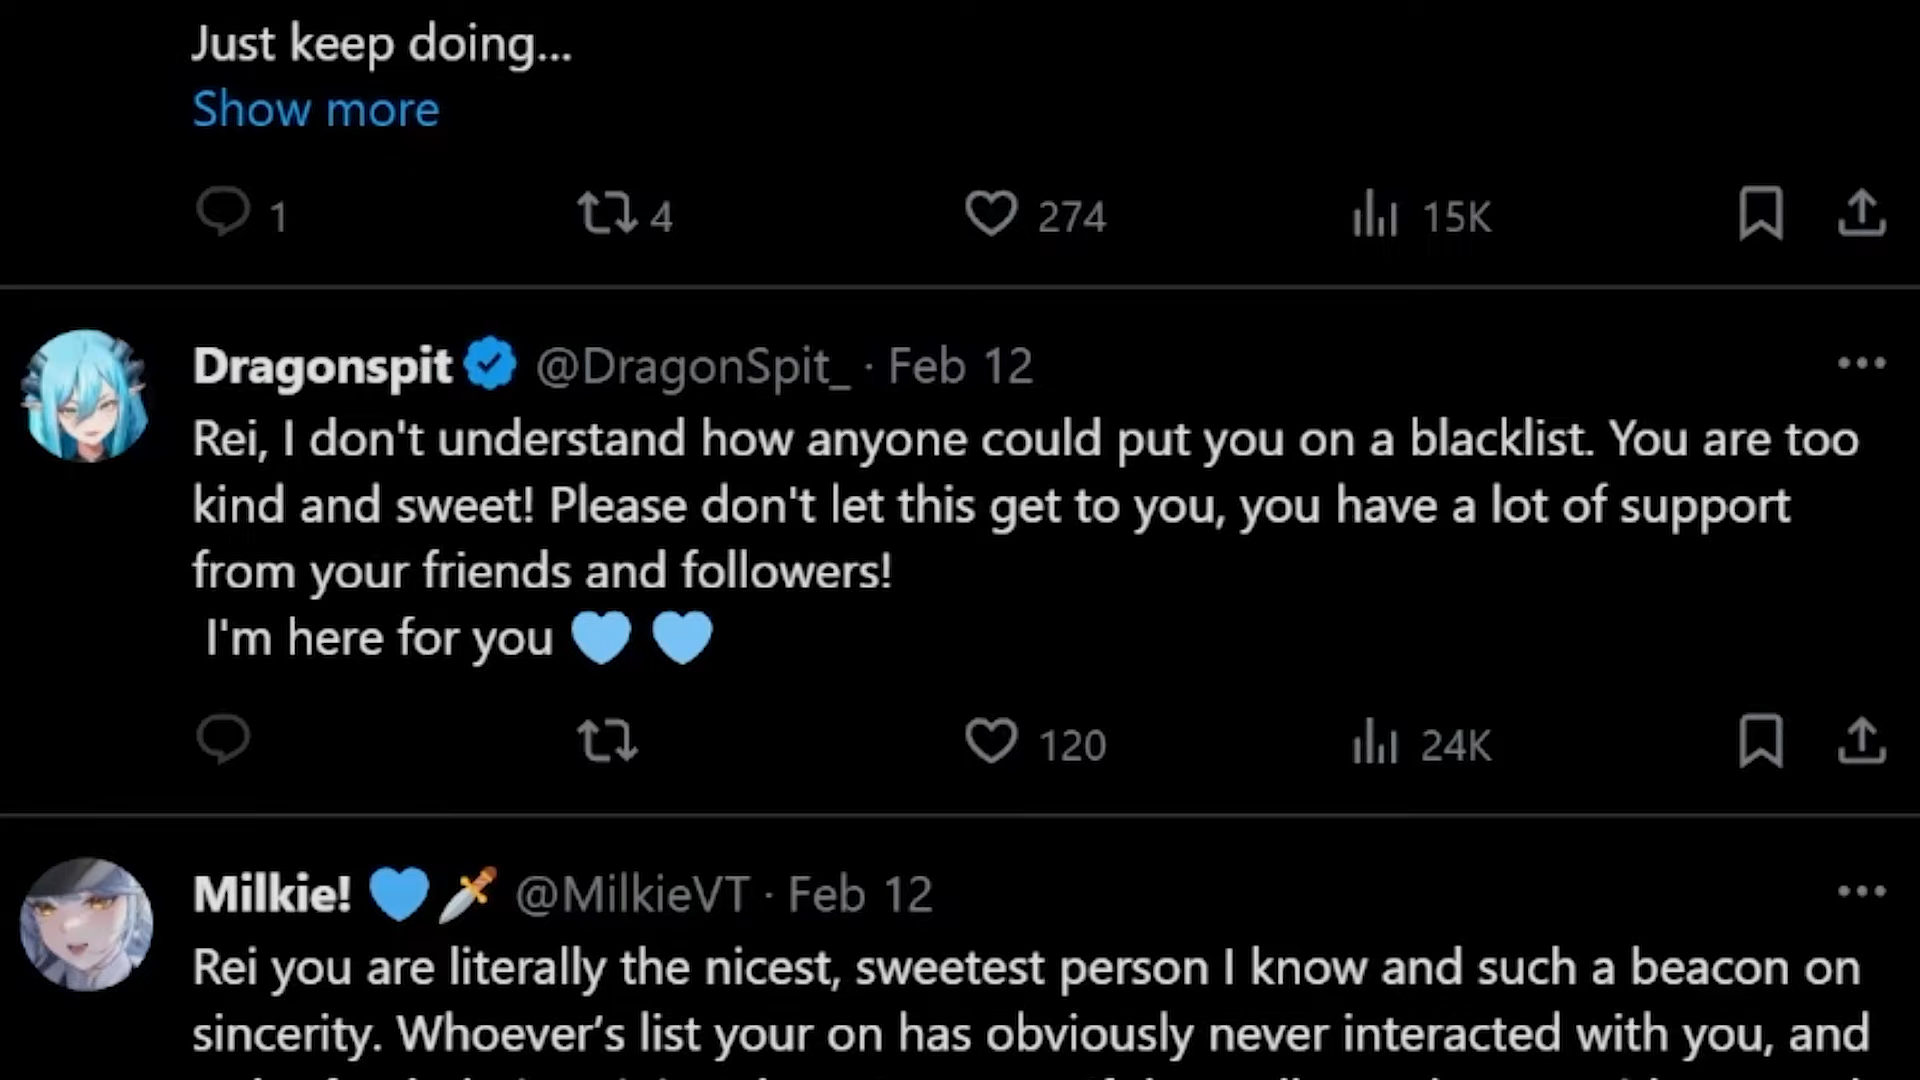 Just keep doing...
Show more
1 4 274 15K
Dragonspit @DragonSpit_ · Feb 12
Rei, I don't understand how anyone could put you on a blacklist. You are too
kind and sweet! Please don't let this get to you, you have a lot of support
from your friends and followers!
I'm here for you 🩵 🩵
120 24K
Milkie! 💙🗡️ @MilkieVT · Feb 12
Rei you are literally the nicest, sweetest person I know and such a beacon on
sincerity. Whoever's list your on has obviously never interacted with you, and